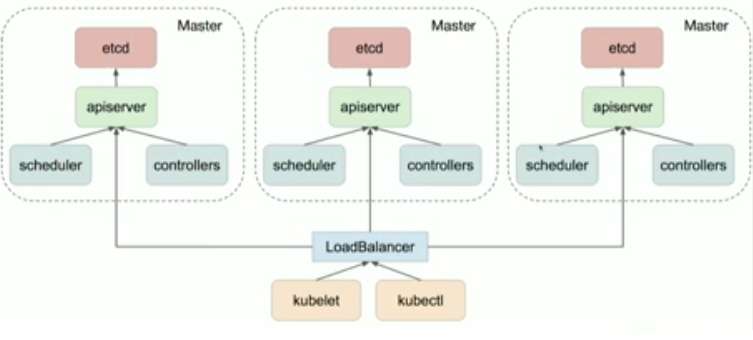 Master
etcd
apiserver
scheduler
controllers
Master
etcd
apiserver
scheduler
controllers
Master
etcd
apiserver
scheduler
controllers
LoadBalancer
kubelet
kubectl